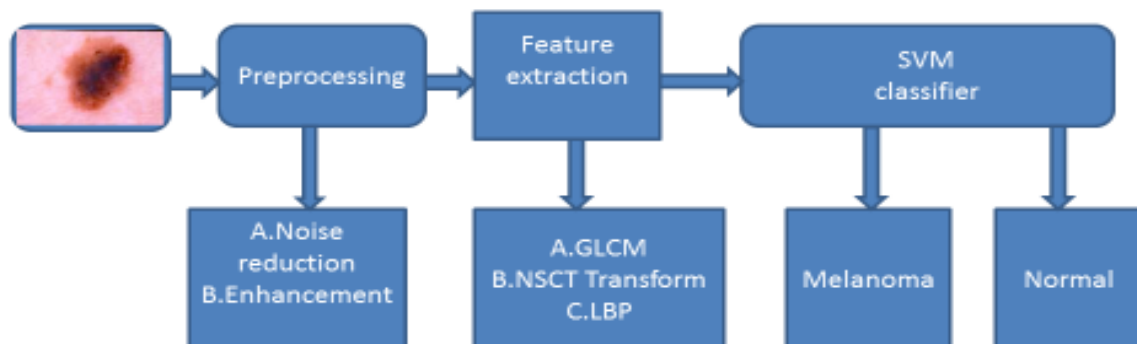 Preprocessing
Feature
extraction
SVM
classifier
A.Noise
reduction
B.Enhancement
A.GLCM
B.NSCT Transform
C.LBP
Melanoma
Normal